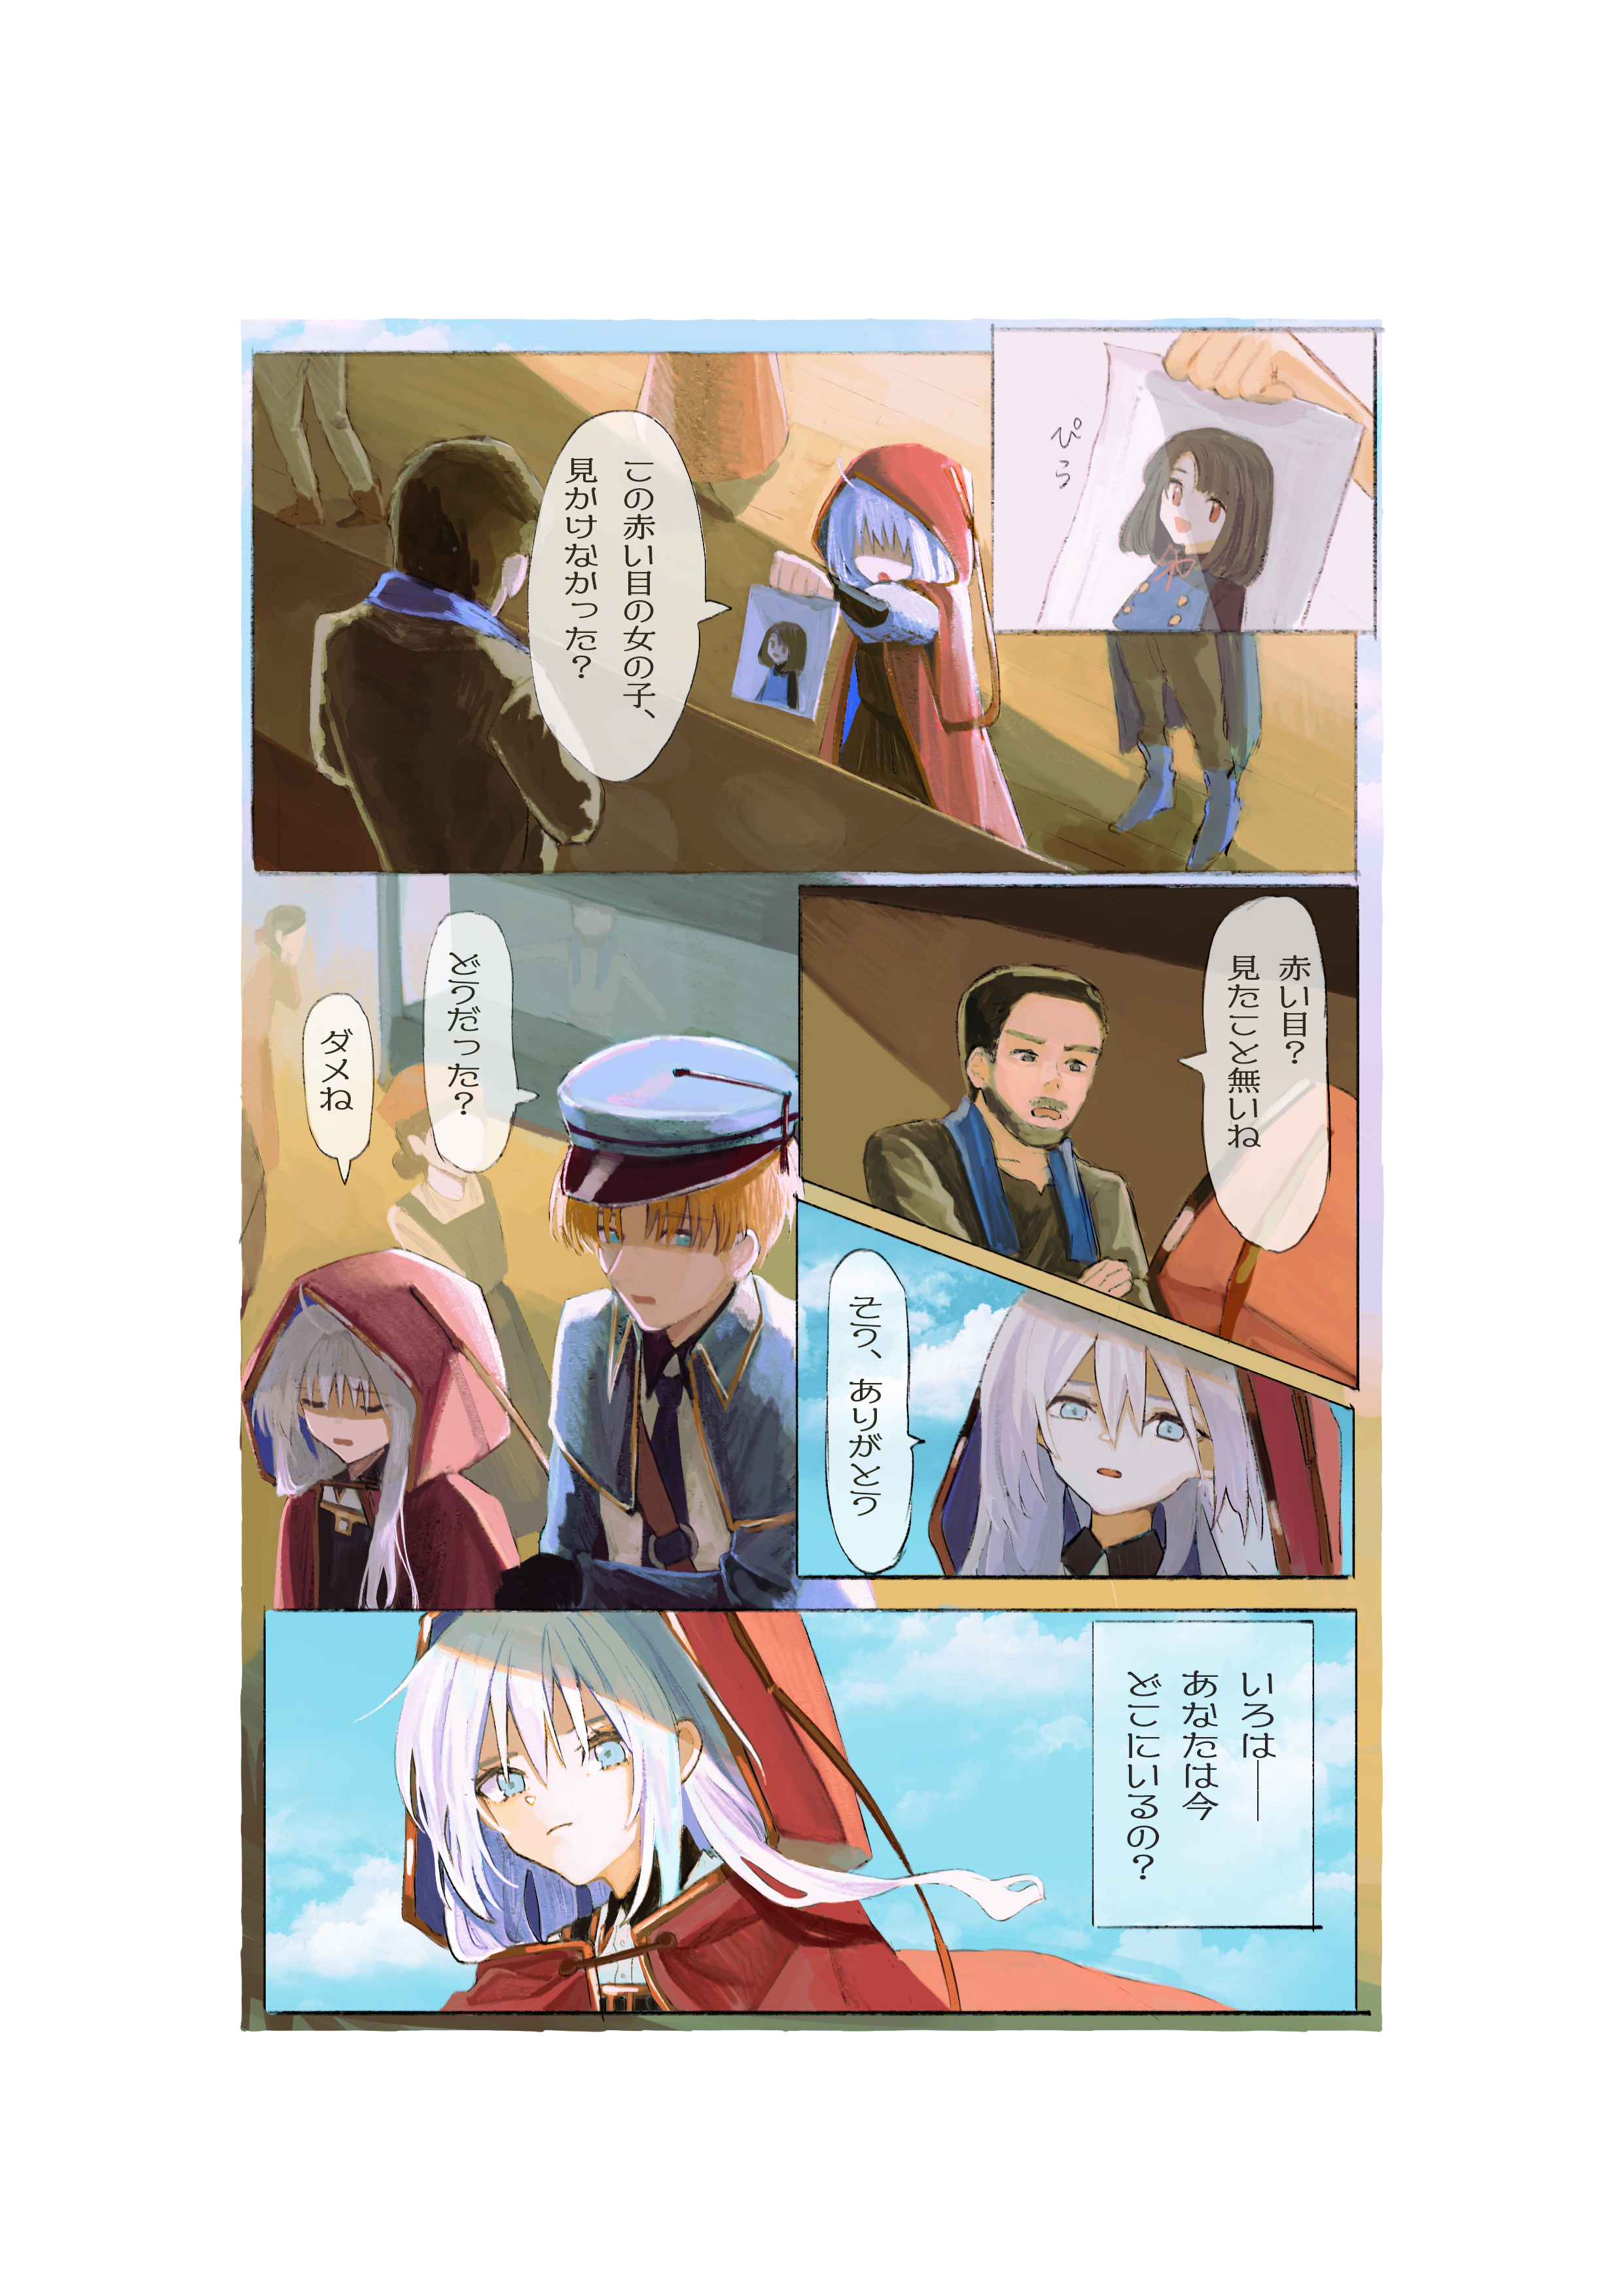 ぴら
この赤い目の女の子、
見かけなかった？
赤い目？
見たこと無いね
そう、ありがとう
どうだった？
ダメね
いろは──
あなたは今
どこにいるの？